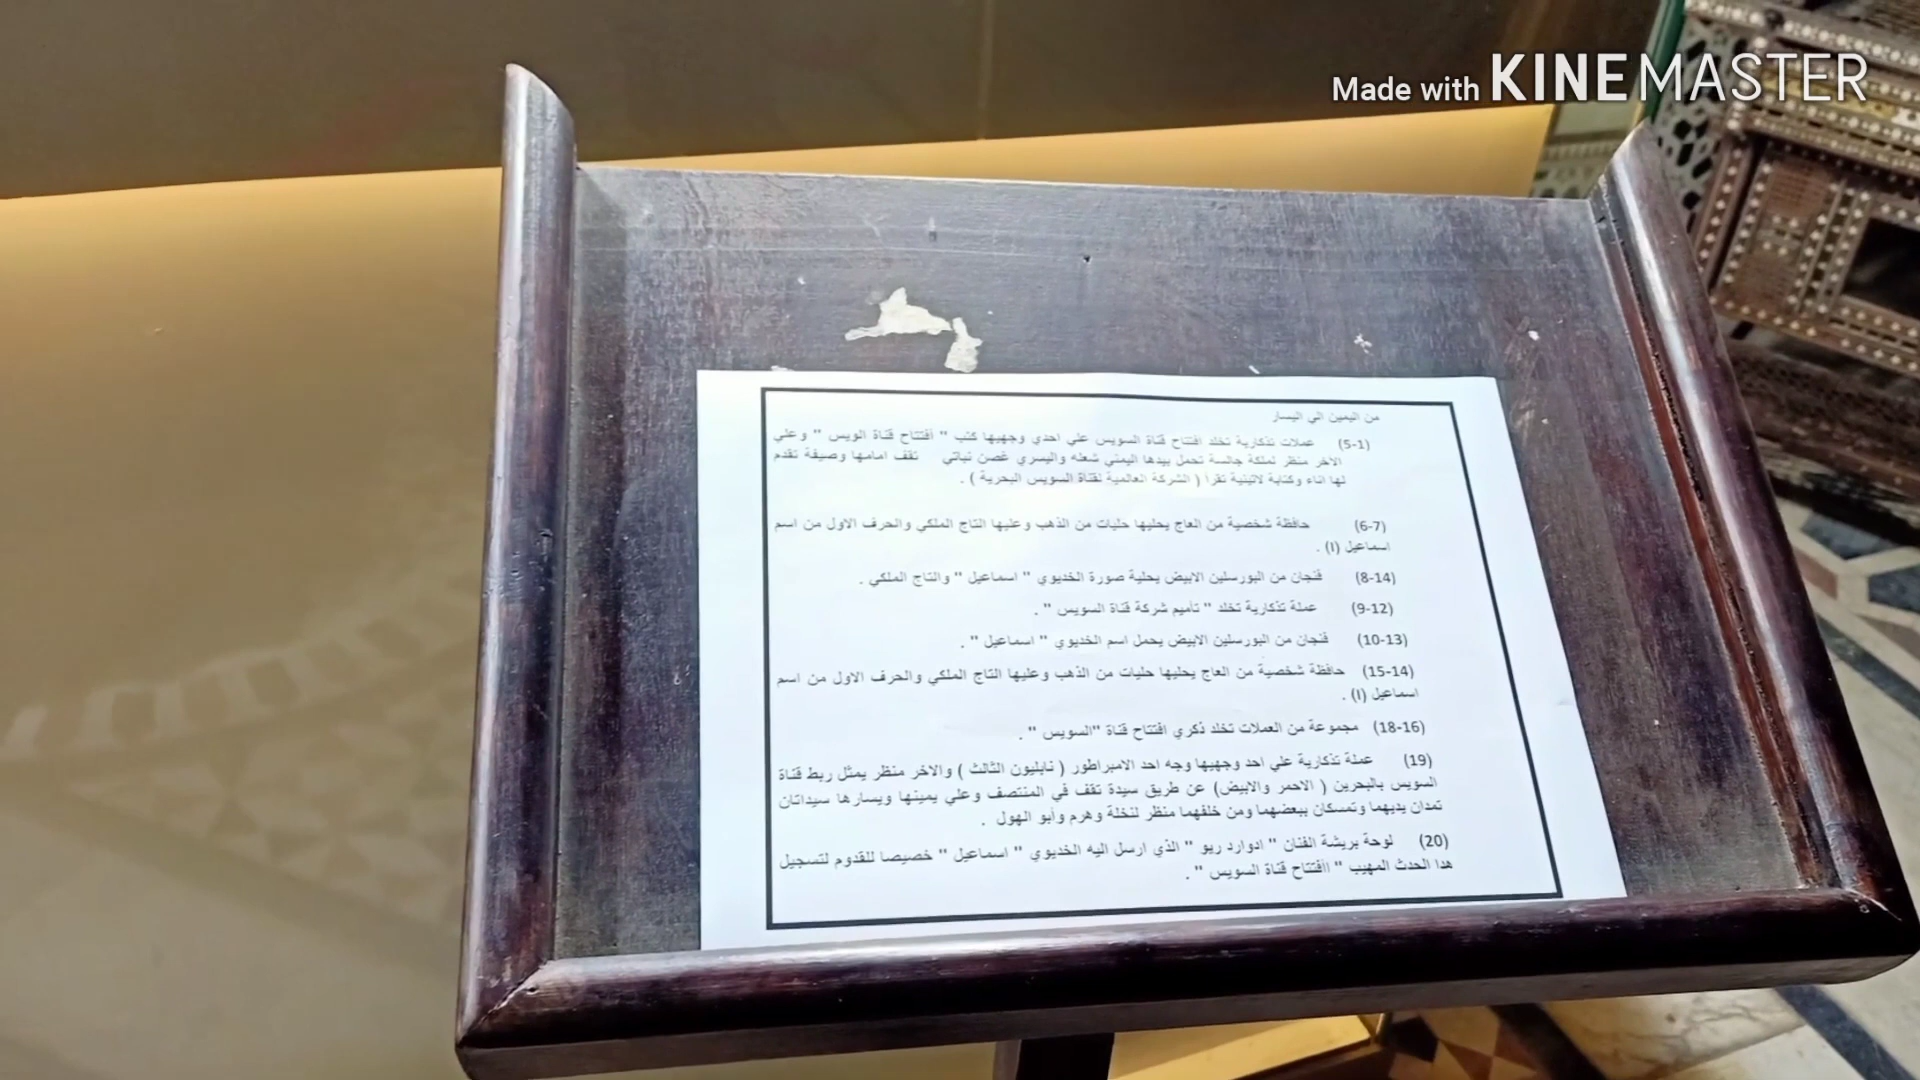 Made with KINEMASTER
من اليمين الي اليسار
(5-1) عملات تذكارية تخلد افتتاح قناة السويس علي احدي وجهيها كتب " أفتتاح قناة الويس " وعلي
الاخر منظر لملكة جالسة تحمل بيدها اليمني شعله واليسري غصن نباتي تقف امامها وصيفة تقدم
لها اناء وكتابة لاتينية تقرا ( الشركة العالمية لقناة السويس البحرية ) .
(6-7) حافظة شخصية من العاج يحليها حليات من الذهب وعليها التاج الملكي والحرف الاول من اسم
اسماعيل (I) .
(8-14) فنجان من البورسلين الابيض يحلية صورة الخديوي " اسماعيل " والتاج الملكي .
(9-12) عملة تذكارية تخلد " تأميم شركة قناة السويس " .
(10-13) فنجان من البورسلين الابيض يحمل اسم الخديوي " اسماعيل " .
(15-14) حافظة شخصية من العاج يحليها حليات من الذهب وعليها التاج الملكي والحرف الاول من اسم
اسماعيل (I) .
(18-16) مجموعة من العملات تخلد ذكري افتتاح قناة "السويس " .
(19) عملة تذكارية علي احد وجهيها وجه احد الامبراطور ( نابليون الثالث ) والاخر منظر يمثل ربط قناة
السويس بالبحرين ( الاحمر والابيض) عن طريق سيدة تقف في المنتصف وعلي يمينها ويسارها سيداتان
تمدان يديهما وتمسكان ببعضهما ومن خلفهما منظر لنخلة وهرم وأبو الهول .
(20) لوحة بريشة الفنان " ادوارد ريو " الذي ارسل اليه الخديوي " اسماعيل " خصيصا للقدوم لتسجيل
هدا الحدث المهيب " اأفتتاح قناة السويس " .